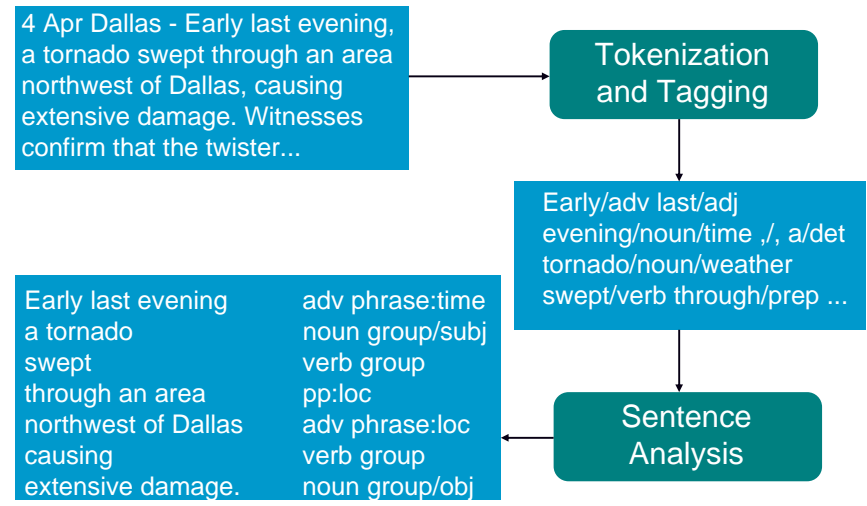 4 Apr Dallas - Early last evening,
a tornado swept through an area
northwest of Dallas, causing
extensive damage. Witnesses
confirm that the twister...
Tokenization
and Tagging
Early/adv last/adj
evening/noun/time ,/, a/det
tornado/noun/weather
swept/verb through/prep ...
Sentence
Analysis
Early last evening adv phrase:time
a tornado noun group/subj
swept verb group
through an area pp:loc
northwest of Dallas adv phrase:loc
causing verb group
extensive damage. noun group/obj